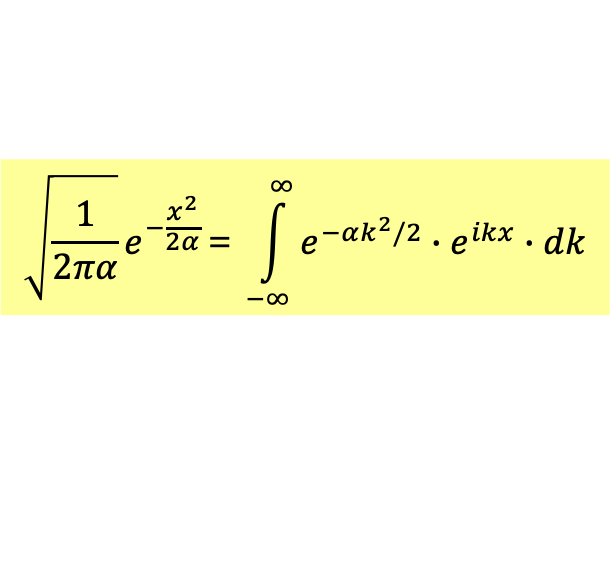 √(1/2πα) e^(−x²/2α) = ∫_{−∞}^{∞} e^(−αk²/2) · e^(ikx) · dk